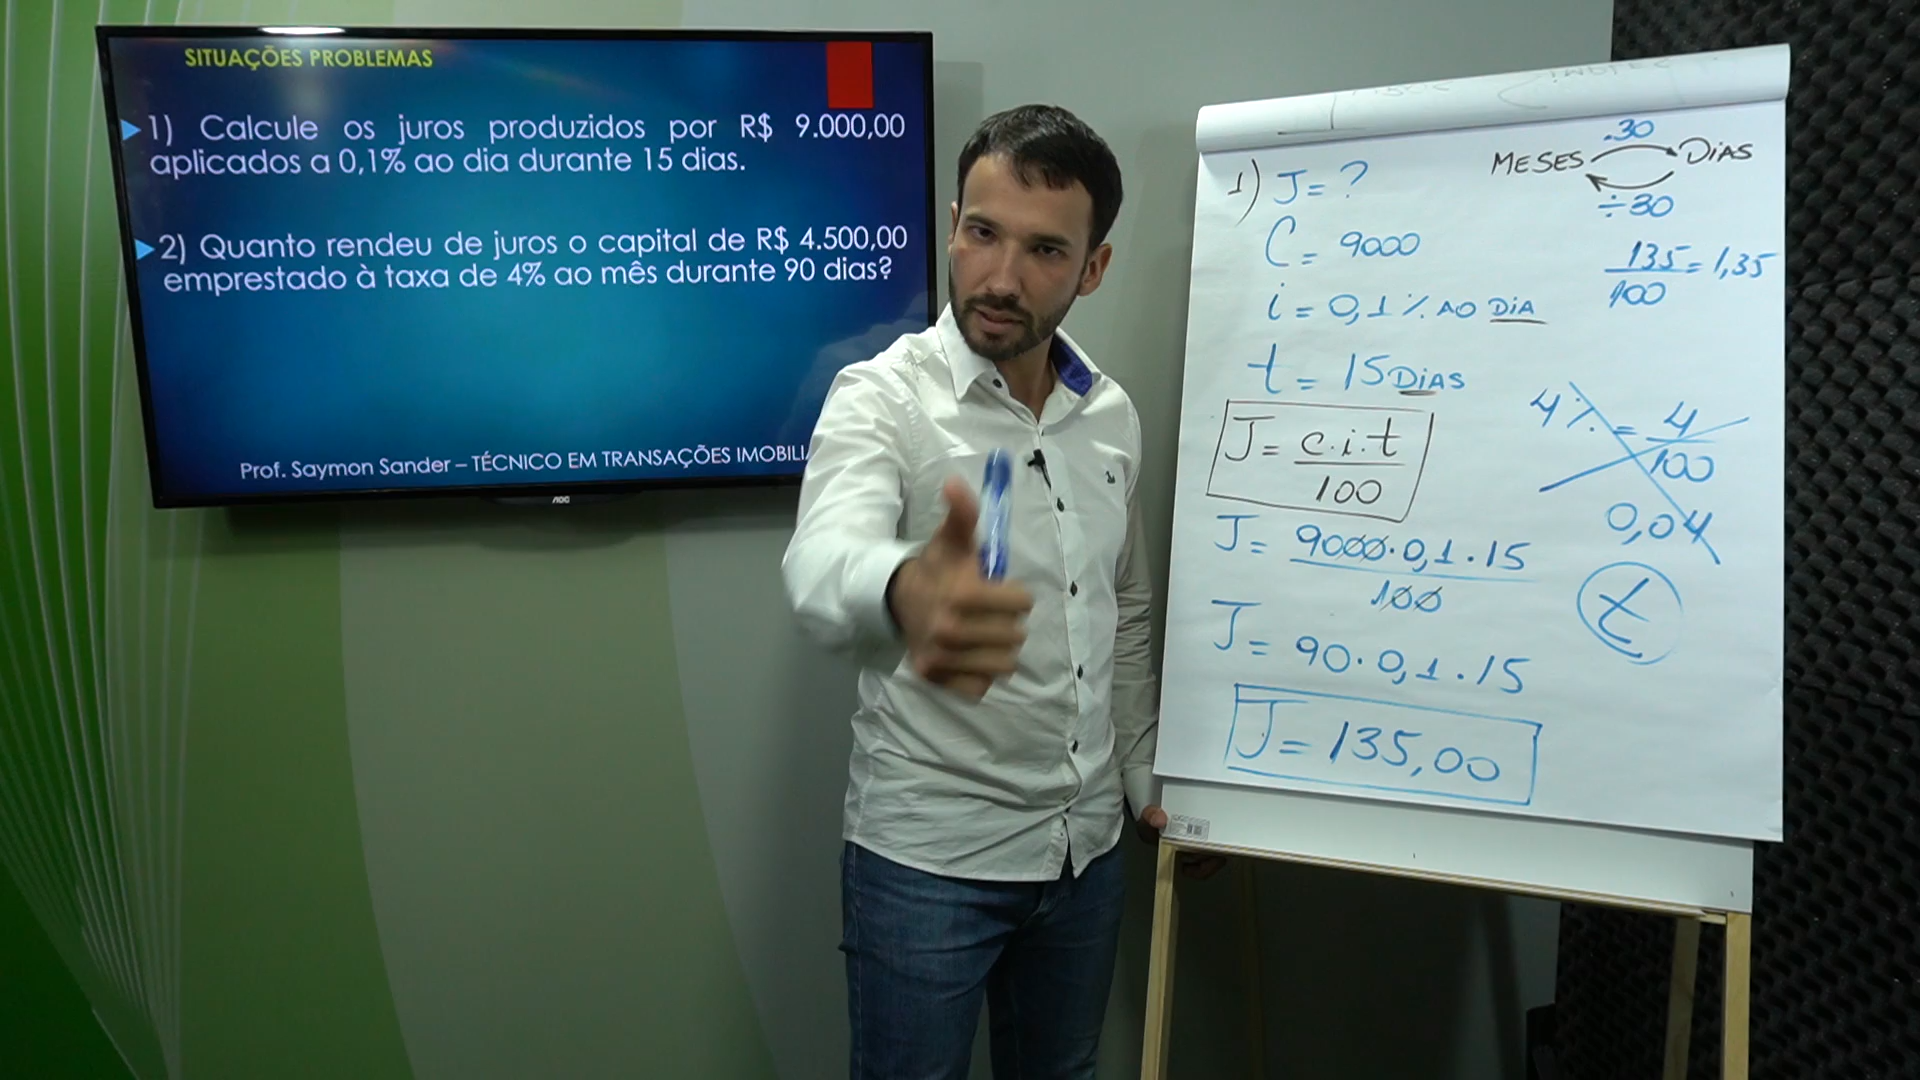 SITUAÇÕES PROBLEMAS
1) Calcule os juros produzidos por R$ 9.000,00
aplicados a 0,1% ao dia durante 15 dias.
2) Quanto rendeu de juros o capital de R$ 4.500,00
emprestado à taxa de 4% ao mês durante 90 dias?
Prof. Saymon Sander – TÉCNICO EM TRANSAÇÕES
AOC
1) J = ?
C = 9000
i = 0,1% AO DIA
t = 15 DIAS
J = c.i.t
100
J = 9000.0,1.15
100
J = 90.0,1.15
J = 135,00
.30
MESES DIAS
÷30
135 = 1,35
100
4% = 4
100
0,04
t